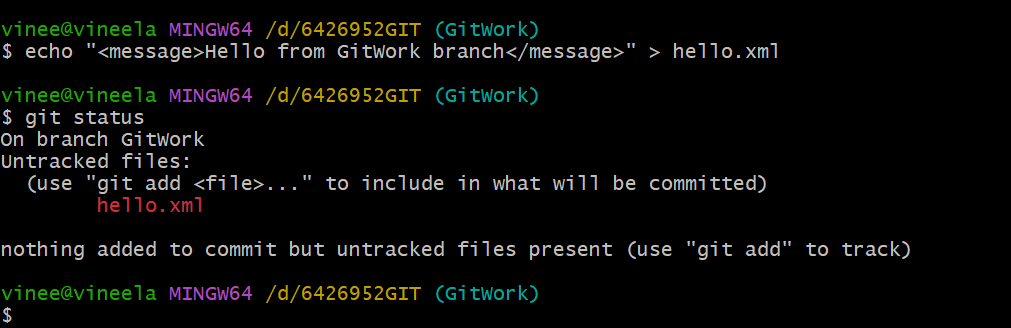 vinee@vineela MINGW64 /d/6426952GIT (GitWork)
$ echo "<message>Hello from GitWork branch</message>" > hello.xml
vinee@vineela MINGW64 /d/6426952GIT (GitWork)
$ git status
On branch GitWork
Untracked files:
  (use "git add <file>..." to include in what will be committed)
        hello.xml
nothing added to commit but untracked files present (use "git add" to track)
vinee@vineela MINGW64 /d/6426952GIT (GitWork)
$